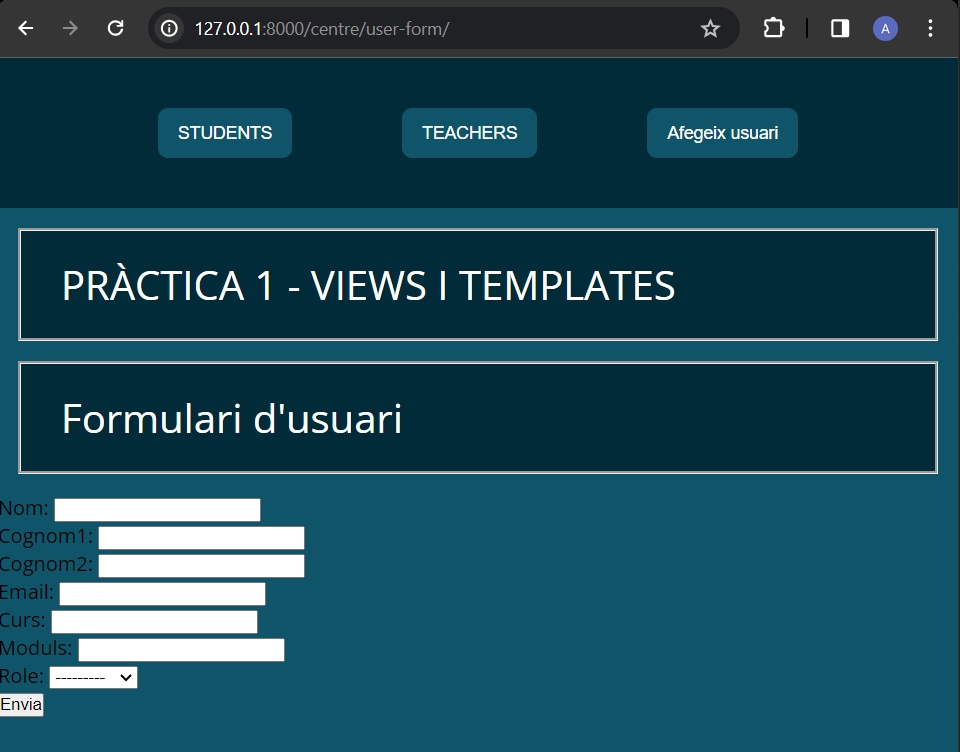 127.0.0.1:8000/centre/user-form/
A
STUDENTS TEACHERS Afegeix usuari
PRÀCTICA 1 - VIEWS I TEMPLATES
Formulari d'usuari
Nom:
Cognom1:
Cognom2:
Email:
Curs:
Moduls:
Role: ---------
Envia